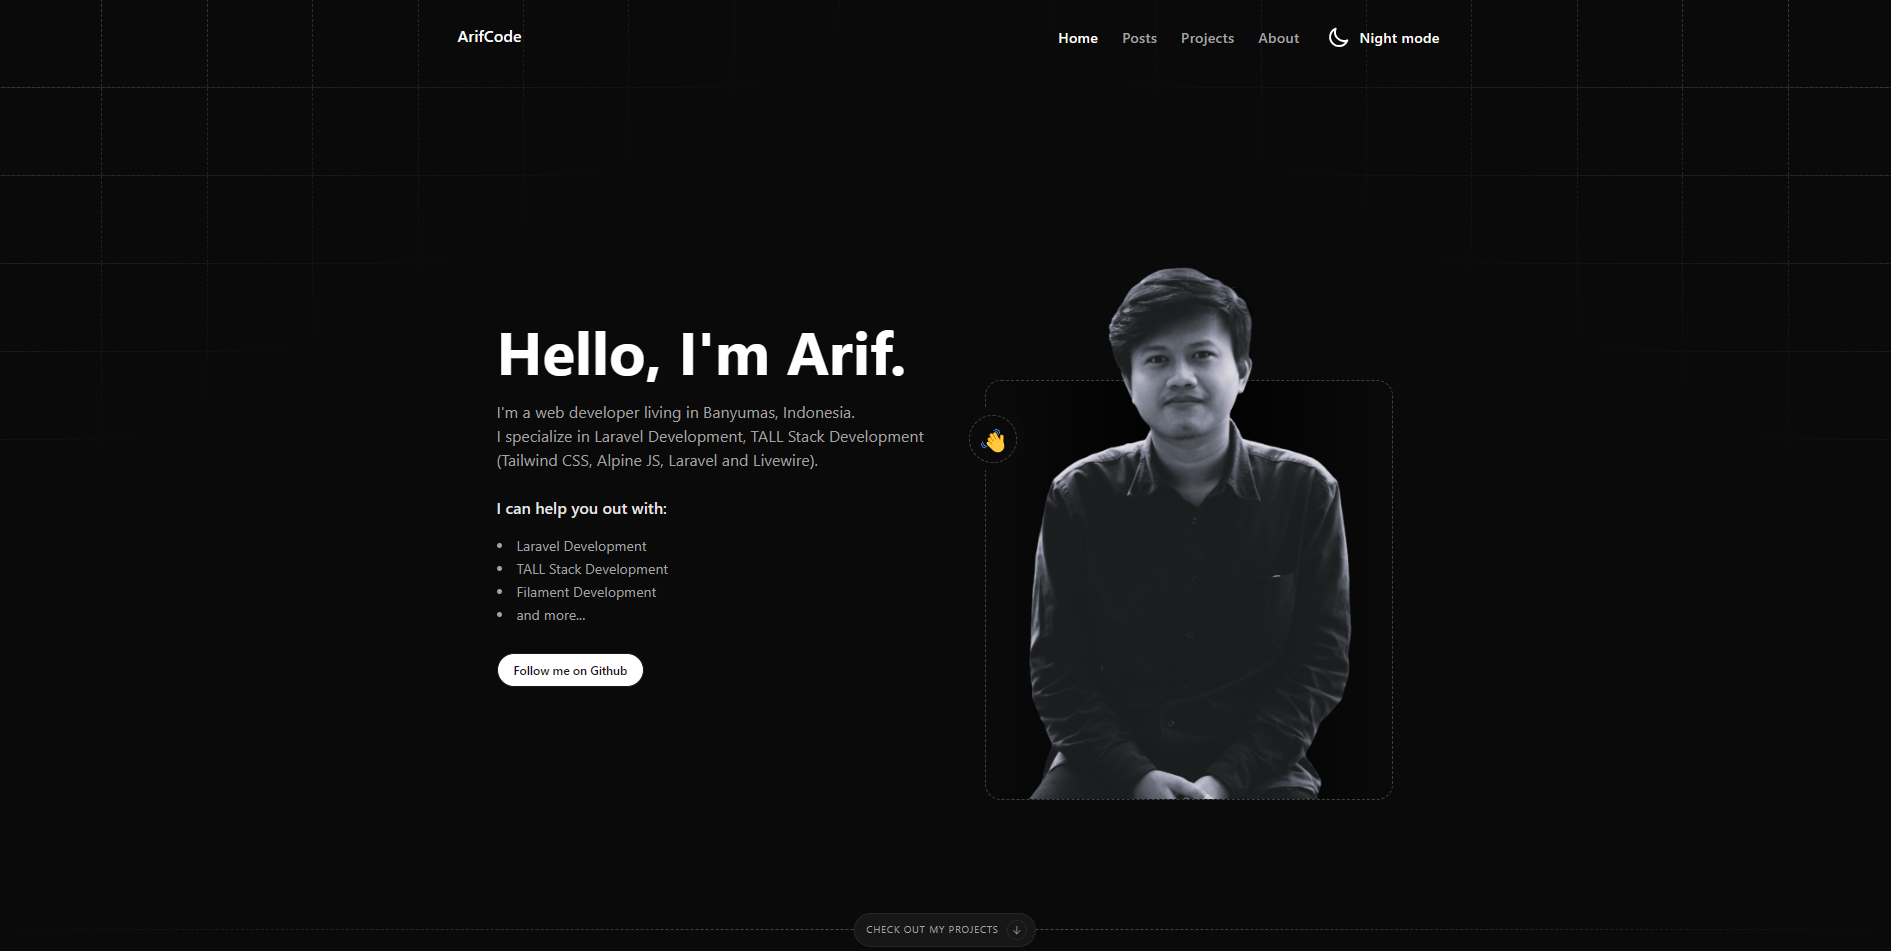 ArifCode
Home
Posts
Projects
About
Night mode
Hello, I'm Arif.
I'm a web developer living in Banyumas, Indonesia.
I specialize in Laravel Development, TALL Stack Development
(Tailwind CSS, Alpine JS, Laravel and Livewire).
I can help you out with:
• Laravel Development
• TALL Stack Development
• Filament Development
• and more...
Follow me on Github
CHECK OUT MY PROJECTS